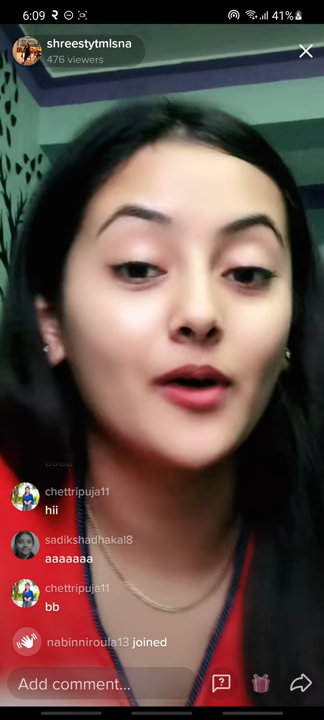 6:09
41%
shreestytmlsna
476 viewers
chettripuja11
hii
sadikshadhakal8
aaaaaaa
chettripuja11
bb
nabinniroula13 joined
Add comment...